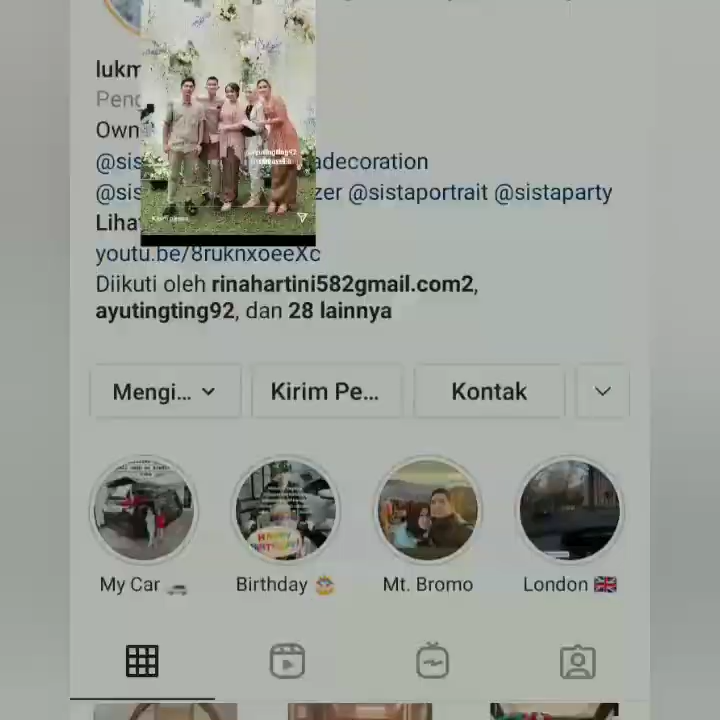 lukm
Peng
Own
@sis adecoration
@sis zer @sistaportrait @sistaparty
Liha
youtu.be/8ruknxoeeXc
Diikuti oleh rinahartini582gmail.com2,
ayutingting92, dan 28 lainnya
Mengi... Kirim Pe... Kontak
My Car Birthday Mt. Bromo London